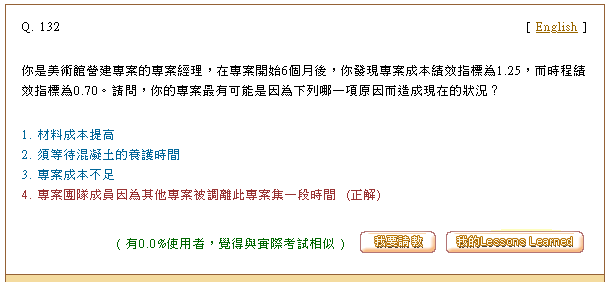 Q. 132 [ English ]
你是美術館營建專案的專案經理，在專案開始6個月後，你發現專案成本績效指標為1.25，而時程績
效指標為0.70。請問，你的專案最有可能是因為下列哪一項原因而造成現在的狀況？
1. 材料成本提高
2. 須等待混凝土的養護時間
3. 專案成本不足
4. 專案團隊成員因為其他專案被調離此專案集一段時間 (正解)
( 有0.0%使用者，覺得與實際考試相似 ) 我要請教 我的Lessons Learned